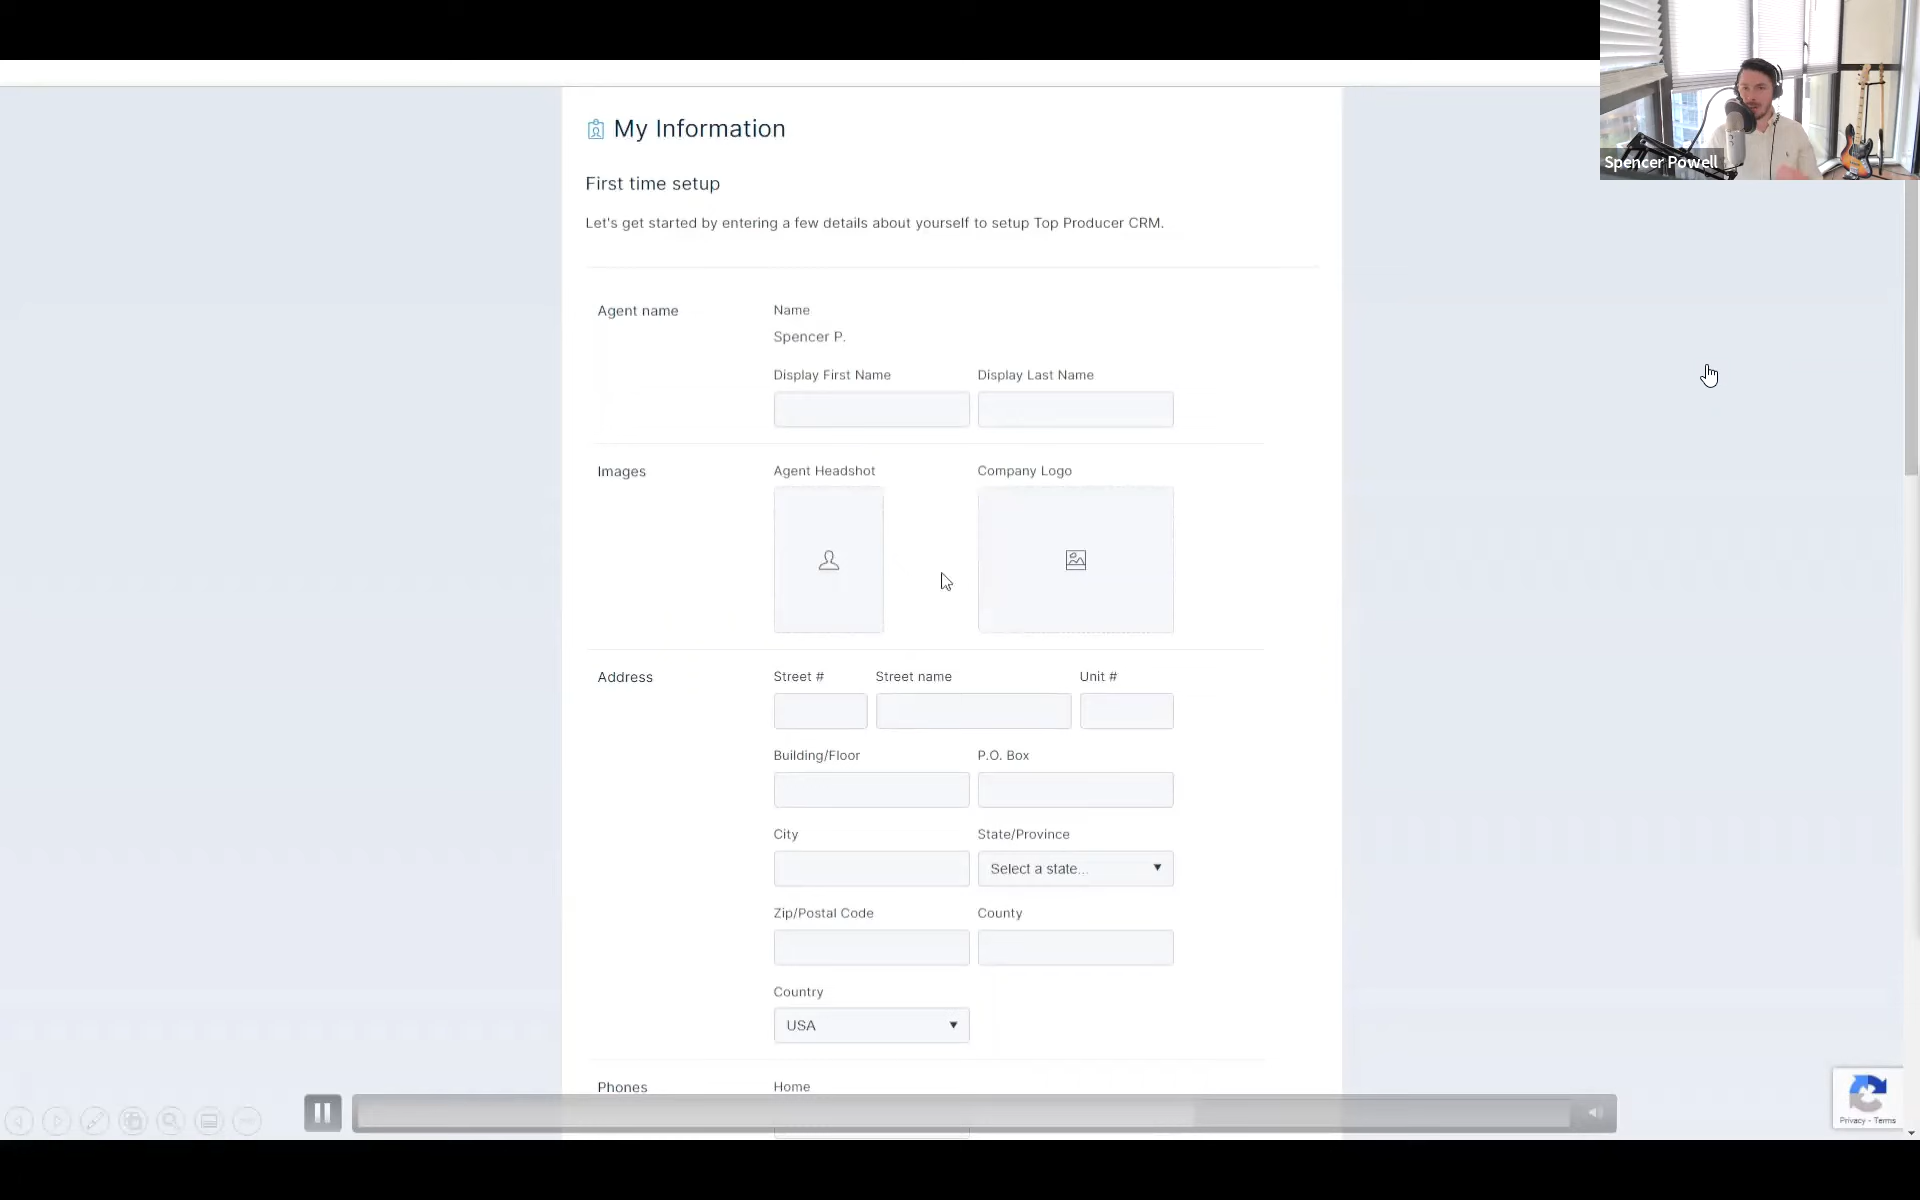 Spencer Powell
My Information
First time setup
Let's get started by entering a few details about yourself to setup Top Producer CRM.
Agent name
Name
Spencer P.
Display First Name
Display Last Name
Images
Agent Headshot
Company Logo
Address
Street #
Street name
Unit #
Building/Floor
P.O. Box
City
State/Province
Select a state...
Zip/Postal Code
County
Country
USA
Phones
Home
Privacy - Terms